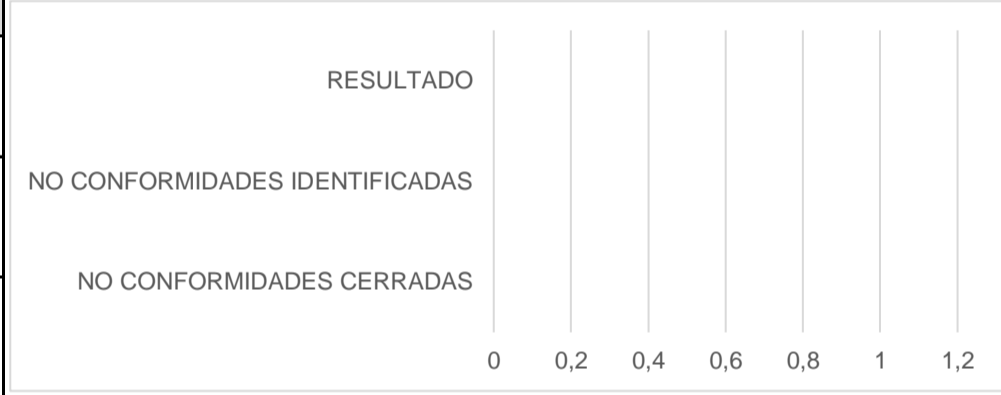 RESULTADO
NO CONFORMIDADES IDENTIFICADAS
NO CONFORMIDADES CERRADAS
0 0,2 0,4 0,6 0,8 1 1,2